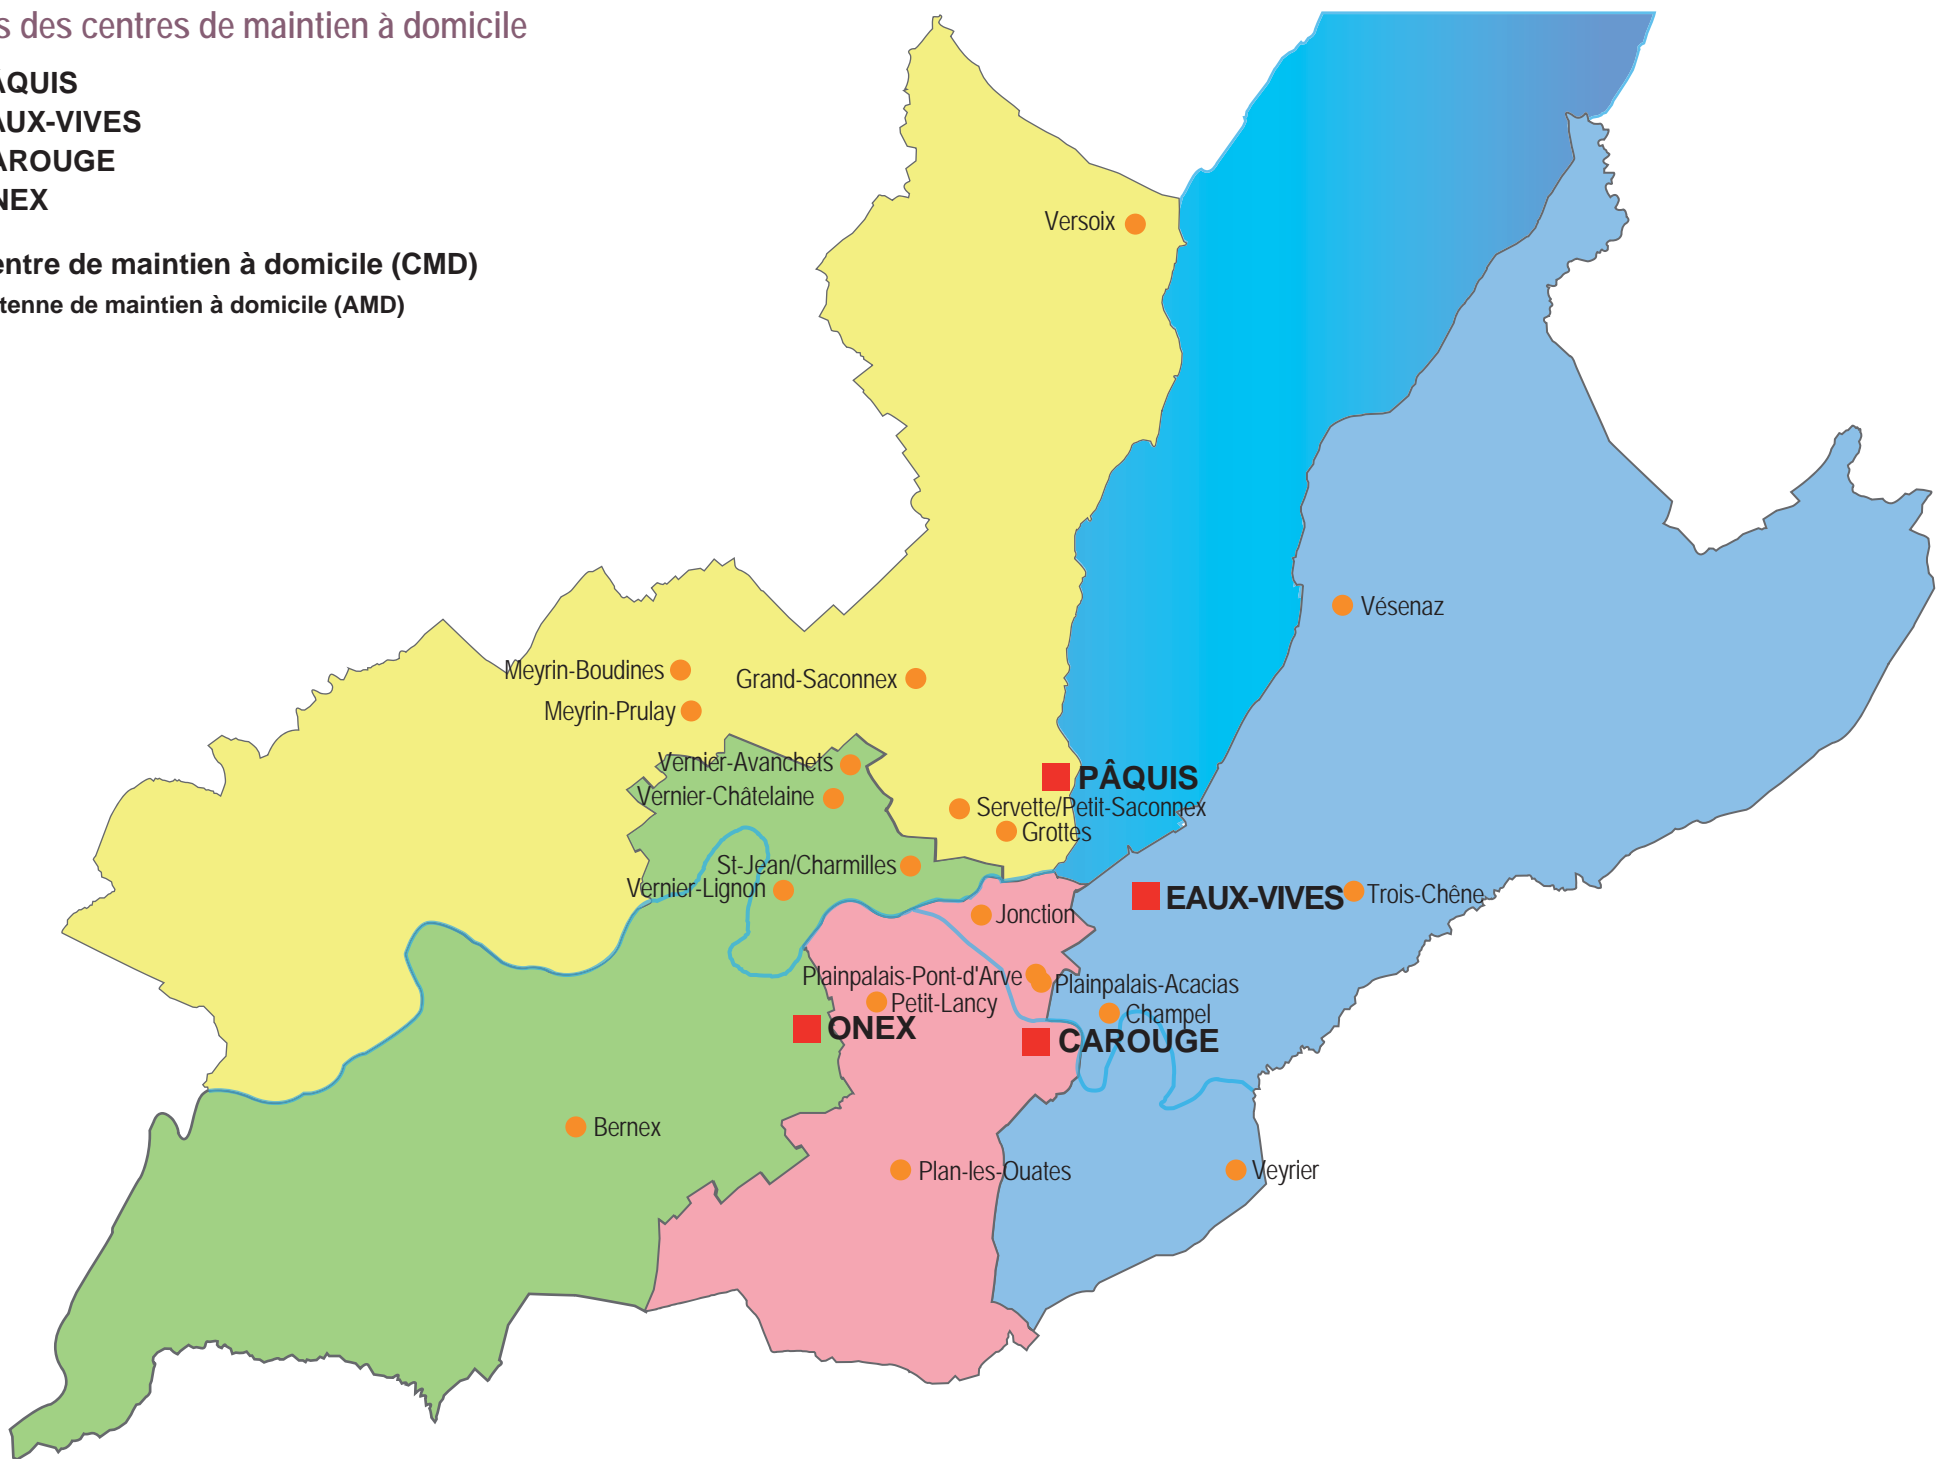 s des centres de maintien à domicile
ÂQUIS
AUX-VIVES
AROUGE
NEX
entre de maintien à domicile (CMD)
tenne de maintien à domicile (AMD)
Versoix
Vésenaz
Meyrin-Boudines
Grand-Saconnex
Meyrin-Prulay
Vernier-Avanchets
PÂQUIS
Vernier-Châtelaine
Servette/Petit-Saconnex
Grottes
St-Jean/Charmilles
Vernier-Lignon
EAUX-VIVES
Trois-Chêne
Jonction
Plainpalais-Pont-d'Arve
Plainpalais-Acacias
Petit-Lancy
Champel
ONEX
CAROUGE
Bernex
Plan-les-Ouates
Veyrier